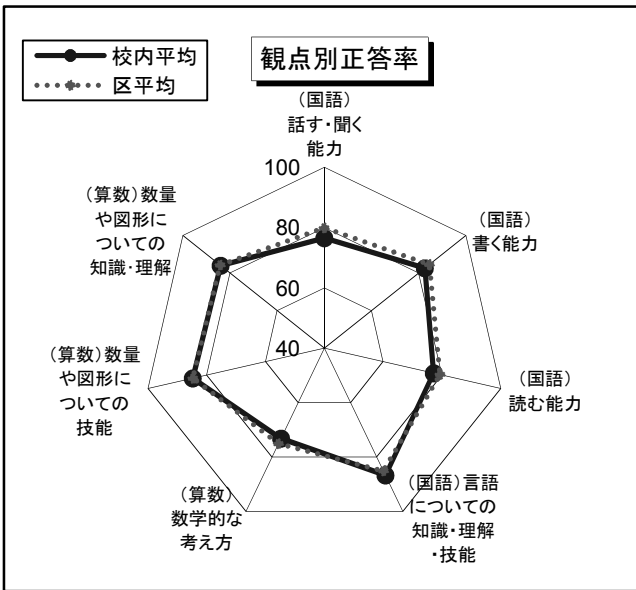 校内平均
区平均
観点別正答率
(国語)
話す・聞く
能力
(国語)
書く能力
(国語)
読む能力
(国語)言語
についての
知識・理解
・技能
(算数)
数学的な
考え方
(算数)数量
や図形に
ついての
技能
(算数)数量
や図形に
ついての
知識・理解
100
80
60
40